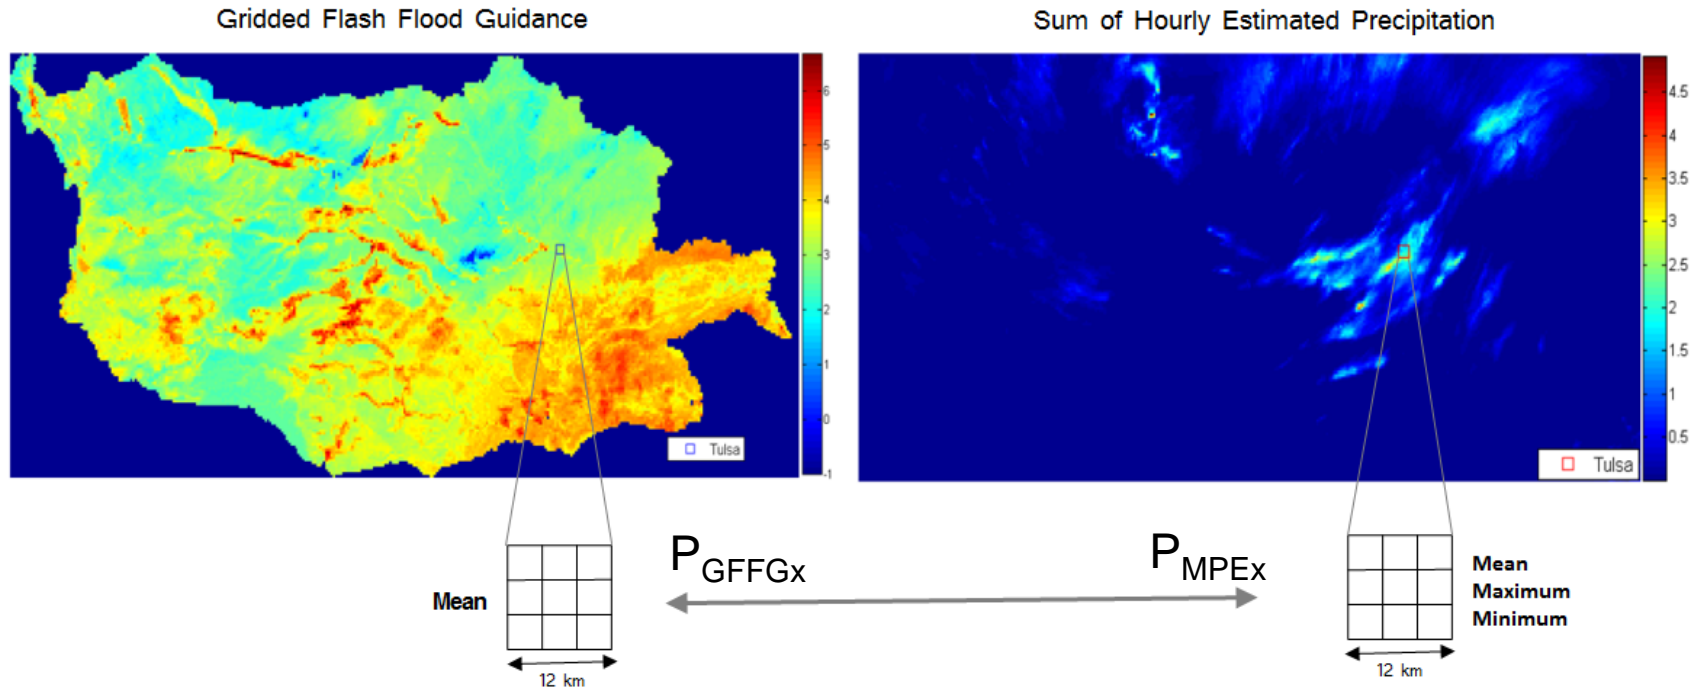 Gridded Flash Flood Guidance
Sum of Hourly Estimated Precipitation
6
5
4
3
2
1
0
-1
Tulsa
4.5
4
3.5
3
2.5
2
1.5
1
0.5
Tulsa
Mean
12 km
PGFFGx
PMPEx
Mean
Maximum
Minimum
12 km